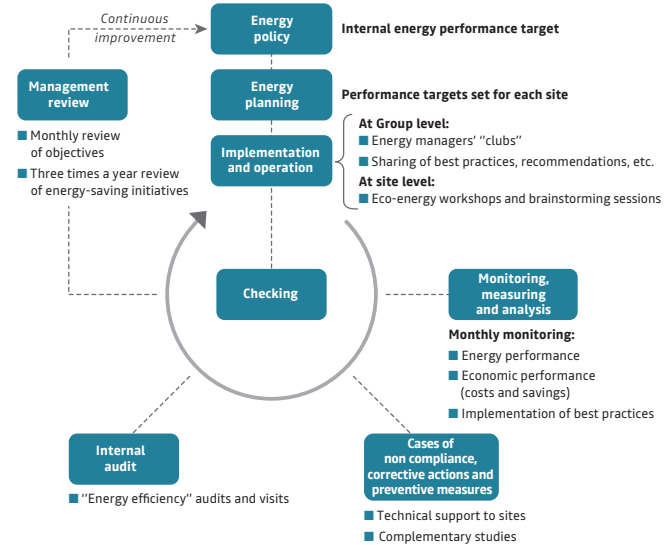 Continuous
improvement
Energy
policy
Internal energy performance target
Management
review
■ Monthly review
of objectives
■ Three times a year review
of energy-saving initiatives
Energy
planning
Performance targets set for each site
Implementation
and operation
At Group level:
■ Energy managers’ “clubs”
■ Sharing of best practices, recommendations, etc.
At site level:
■ Eco-energy workshops and brainstorming sessions
Checking
Monitoring,
measuring
and analysis
Monthly monitoring:
■ Energy performance
■ Economic performance
(costs and savings)
■ Implementation of best practices
Internal
audit
■ “Energy efficiency” audits and visits
Cases of
non compliance,
corrective actions and
preventive measures
■ Technical support to sites
■ Complementary studies